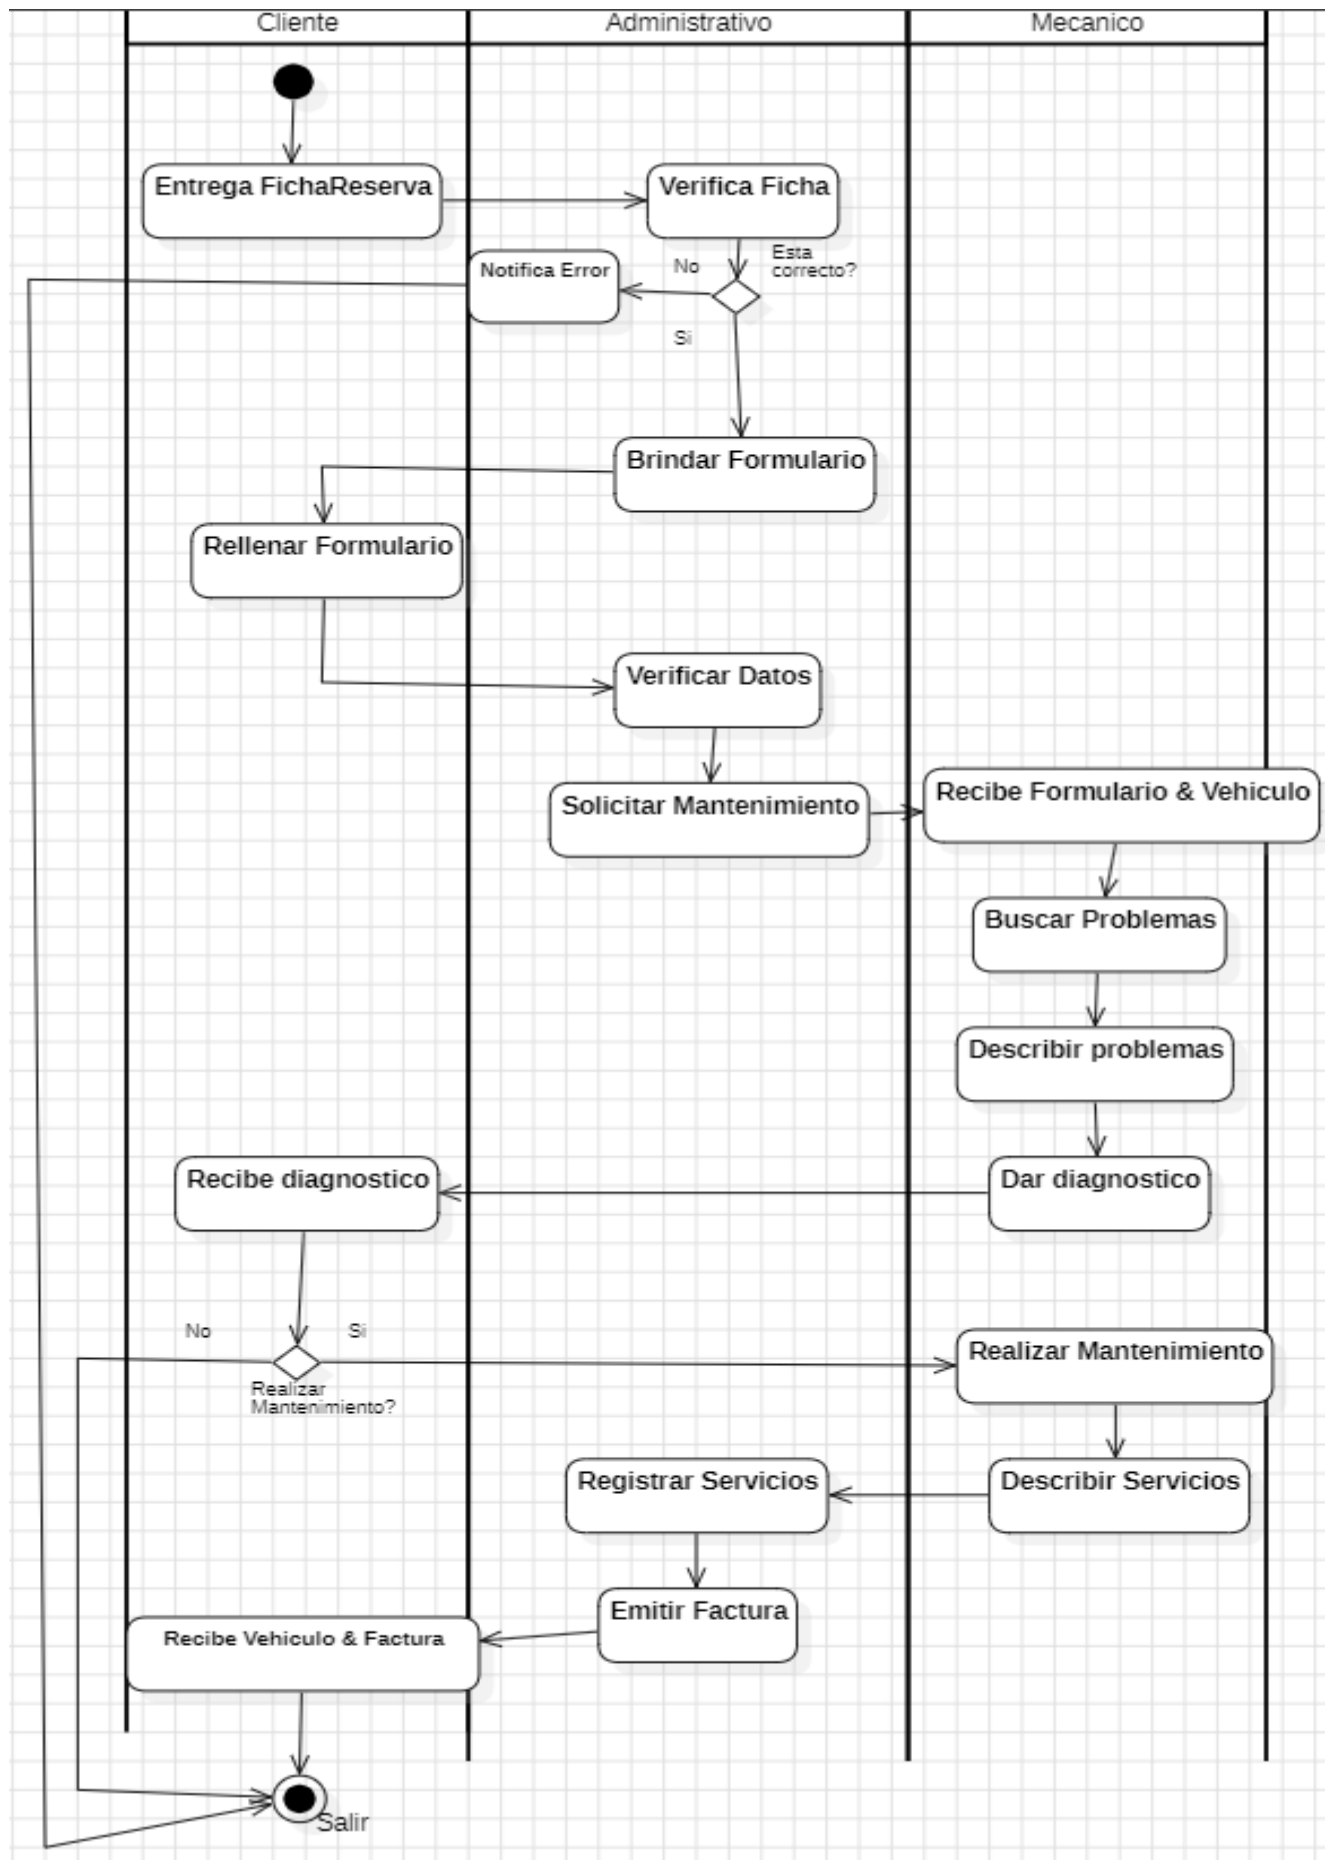 Cliente
Administrativo
Mecanico
Entrega FichaReserva
Verifica Ficha
Esta
correcto?
No
Notifica Error
Si
Brindar Formulario
Rellenar Formulario
Verificar Datos
Solicitar Mantenimiento
Recibe Formulario & Vehiculo
Buscar Problemas
Describir problemas
Recibe diagnostico
Dar diagnostico
No
Si
Realizar
Mantenimiento?
Realizar Mantenimiento
Registrar Servicios
Describir Servicios
Emitir Factura
Recibe Vehiculo & Factura
Salir